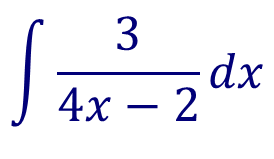 ∫ 3/(4x − 2) dx